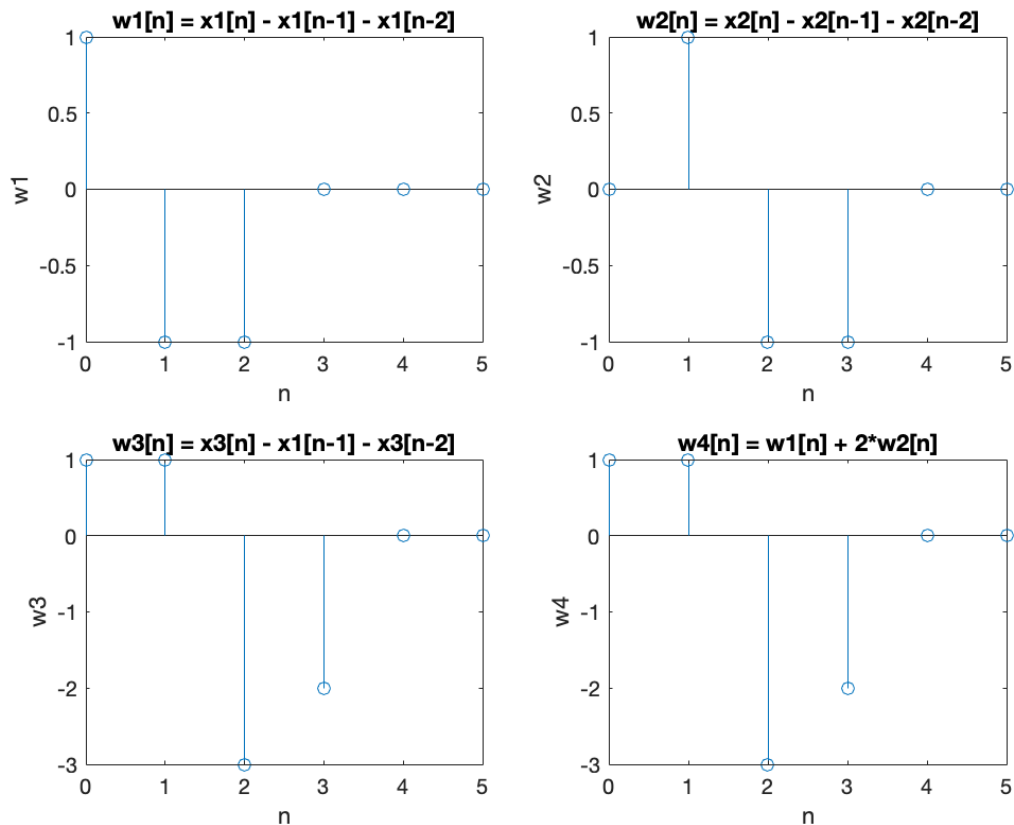 w1[n] = x1[n] - x1[n-1] - x1[n-2]
1
0.5
0
-0.5
-1
w1
0 1 2 3 4 5
n
w2[n] = x2[n] - x2[n-1] - x2[n-2]
1
0.5
0
-0.5
-1
w2
0 1 2 3 4 5
n
w3[n] = x3[n] - x1[n-1] - x3[n-2]
1
0
-1
-2
-3
w3
0 1 2 3 4 5
n
w4[n] = w1[n] + 2*w2[n]
1
0
-1
-2
-3
w4
0 1 2 3 4 5
n